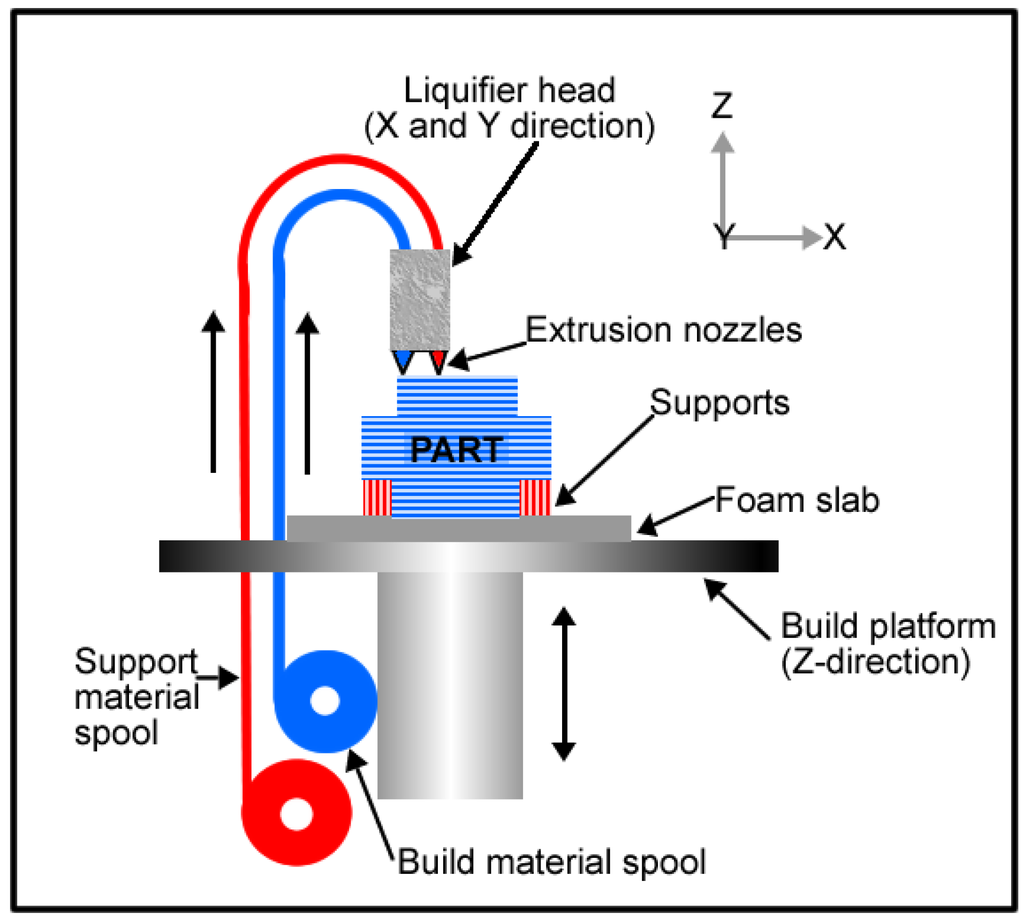 Liquifier head
(X and Y direction)
Z
Y
X
Extrusion nozzles
Supports
PART
Foam slab
Build platform
(Z-direction)
Support
material
spool
Build material spool